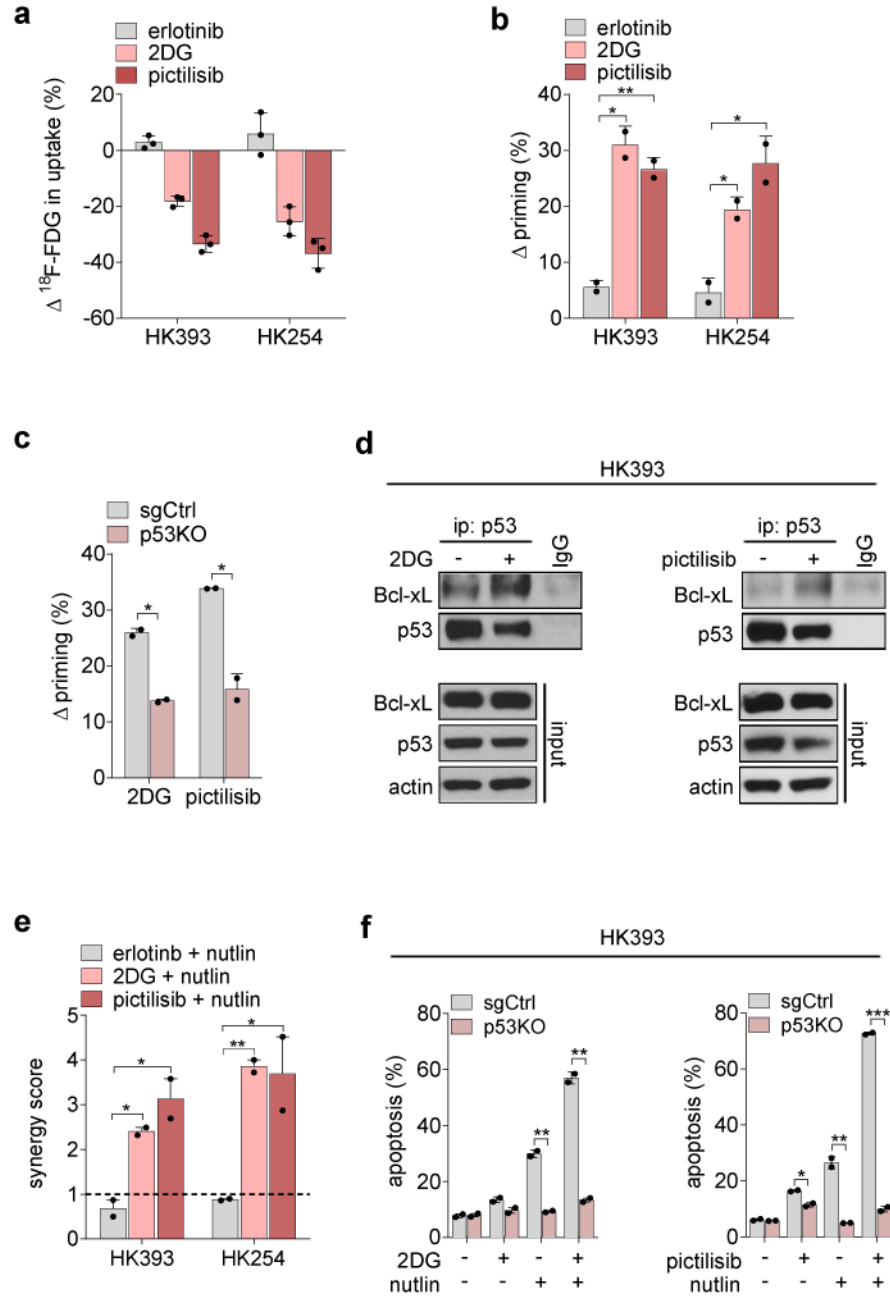 a
erlotinib
2DG
pictilisib
Δ ¹⁸F-FDG in uptake (%)
20
0
-20
-40
-60
HK393 HK254
b
erlotinib
2DG
pictilisib
Δ priming (%)
40
30
20
10
0
** * * *
HK393 HK254
c
sgCtrl
p53KO
Δ priming (%)
40
30
20
10
0
* *
2DG pictilisib
d
HK393
ip: p53 IgG
2DG - +
Bcl-xL
p53
Bcl-xL
p53
actin
input
ip: p53 IgG
pictilisib - +
Bcl-xL
p53
Bcl-xL
p53
actin
input
e
erlotinb + nutlin
2DG + nutlin
pictilisib + nutlin
synergy score
5
4
3
2
1
0
* * * **
HK393 HK254
f
HK393
sgCtrl
p53KO
apoptosis (%)
80
60
40
20
0
** **
2DG - + - +
nutlin - - + +
sgCtrl
p53KO
apoptosis (%)
80
60
40
20
0
* ** ***
pictilisib - + - +
nutlin - - + +